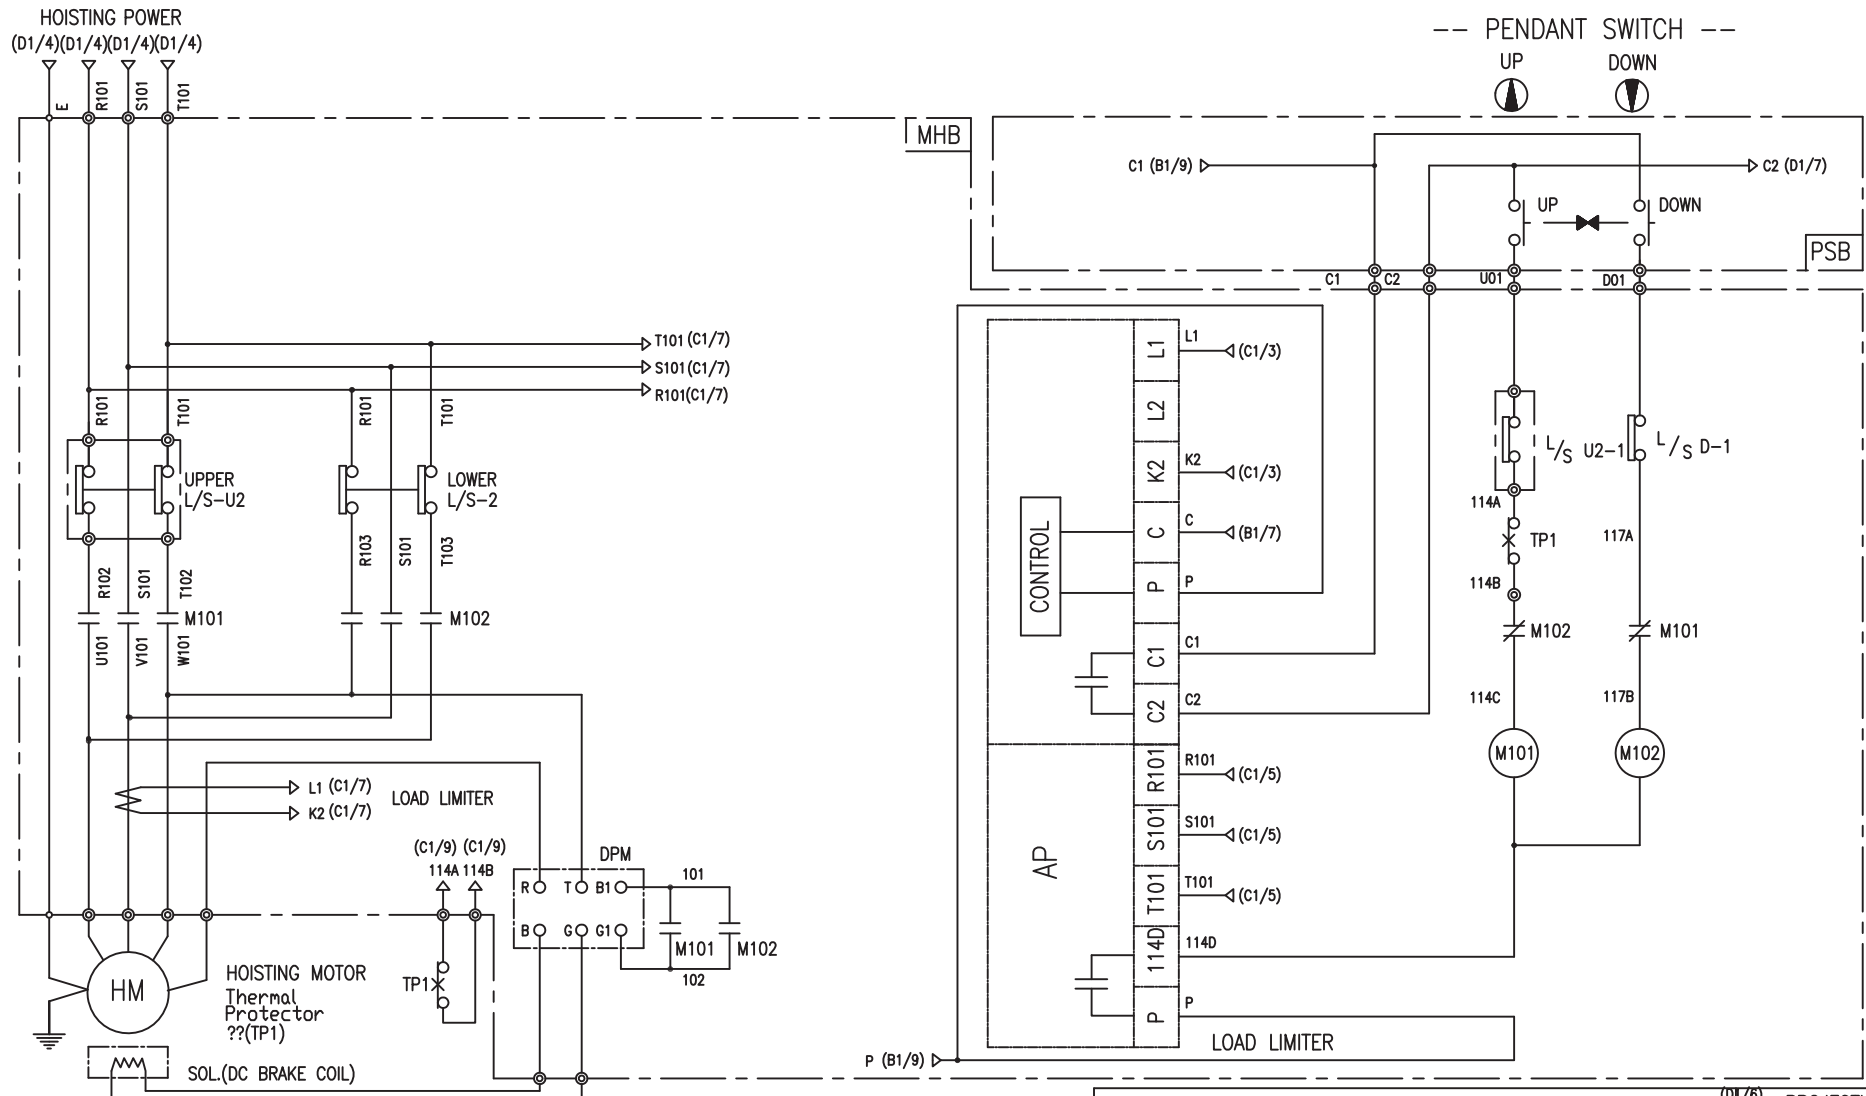 HOISTING POWER
(D1/4)(D1/4)(D1/4)(D1/4)
E
R101
S101
T101
MHB
-- PENDANT SWITCH --
UP
DOWN
C1 (B1/9)
C2 (D1/7)
UP
DOWN
PSB
C1
C2
U01
D01
T101 (C1/7)
S101 (C1/7)
R101(C1/7)
R101
T101
R101
T101
UPPER
L/S-U2
LOWER
L/S-2
R102
S101
T102
R103
S101
T103
M101
M102
U101
V101
W101
L1 (C1/7)
K2 (C1/7)
LOAD LIMITER
(C1/9) (C1/9)
114A 114B
DPM
R
T
B1
B
G
G1
101
M101
M102
102
TP1
HM
HOISTING MOTOR
Thermal
Protector
??(TP1)
SOL.(DC BRAKE COIL)
CONTROL
AP
L1
L1
(C1/3)
L2
K2
K2
(C1/3)
C
C
(B1/7)
P
P
C1
C1
C2
C2
R101
R101
(C1/5)
S101
S101
(C1/5)
T101
T101
(C1/5)
114D
114D
P
P
LOAD LIMITER
P (B1/9)
L/S U2-1
L/S D-1
114A
TP1
117A
114B
M102
M101
114C
117B
M101
M102